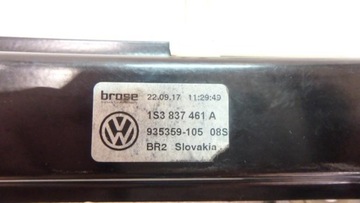 brose 22.09.17 11:29:49
1S3 837 461 A
935359-105 08S
BR2 Slovakia